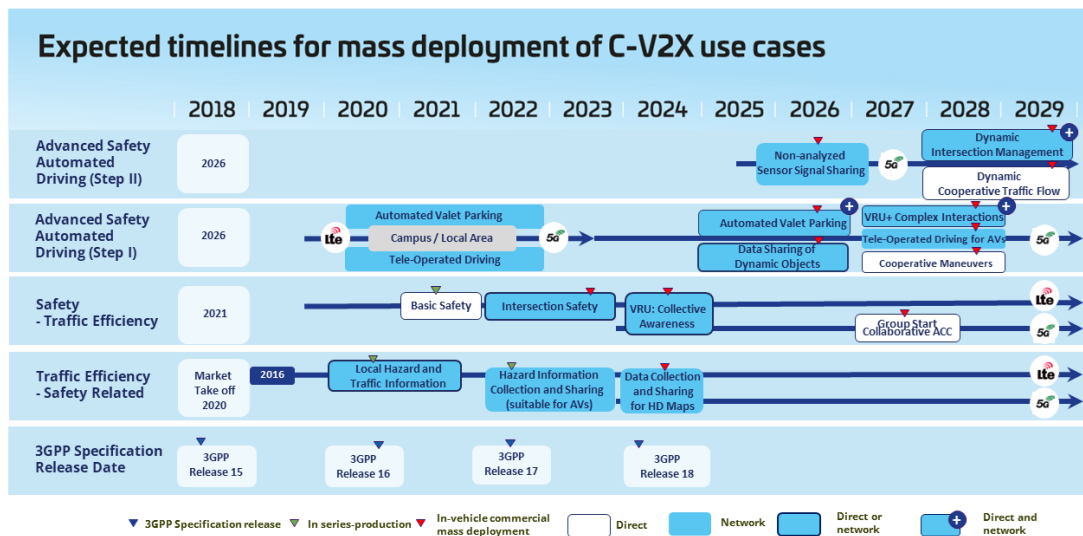 Expected timelines for mass deployment of C-V2X use cases
2018 2019 2020 2021 2022 2023 2024 2025 2026 2027 2028 2029
Advanced Safety
Automated
Driving (Step II)
2026
Non-analyzed
Sensor Signal Sharing
5G
Dynamic
Intersection Management
+
Dynamic
Cooperative Traffic Flow
Advanced Safety
Automated
Driving (Step I)
2026
lte
Automated Valet Parking
Campus / Local Area
Tele-Operated Driving
5G
Automated Valet Parking
+
Data Sharing of
Dynamic Objects
VRU+ Complex Interactions
+
Tele-Operated Driving for AVs
Cooperative Maneuvers
5G
Safety
- Traffic Efficiency
2021
Basic Safety
Intersection Safety
VRU: Collective
Awareness
Group Start
Collaborative ACC
lte
5G
Traffic Efficiency
- Safety Related
Market
Take off
2020
2016
Local Hazard and
Traffic Information
Hazard Information
Collection and Sharing
(suitable for AVs)
Data Collection
and Sharing
for HD Maps
lte
5G
3GPP Specification
Release Date
3GPP
Release 15
3GPP
Release 16
3GPP
Release 17
3GPP
Release 18
3GPP Specification release
In series-production
In-vehicle commercial
mass deployment
Direct
Network
Direct or
network
+
Direct and
network